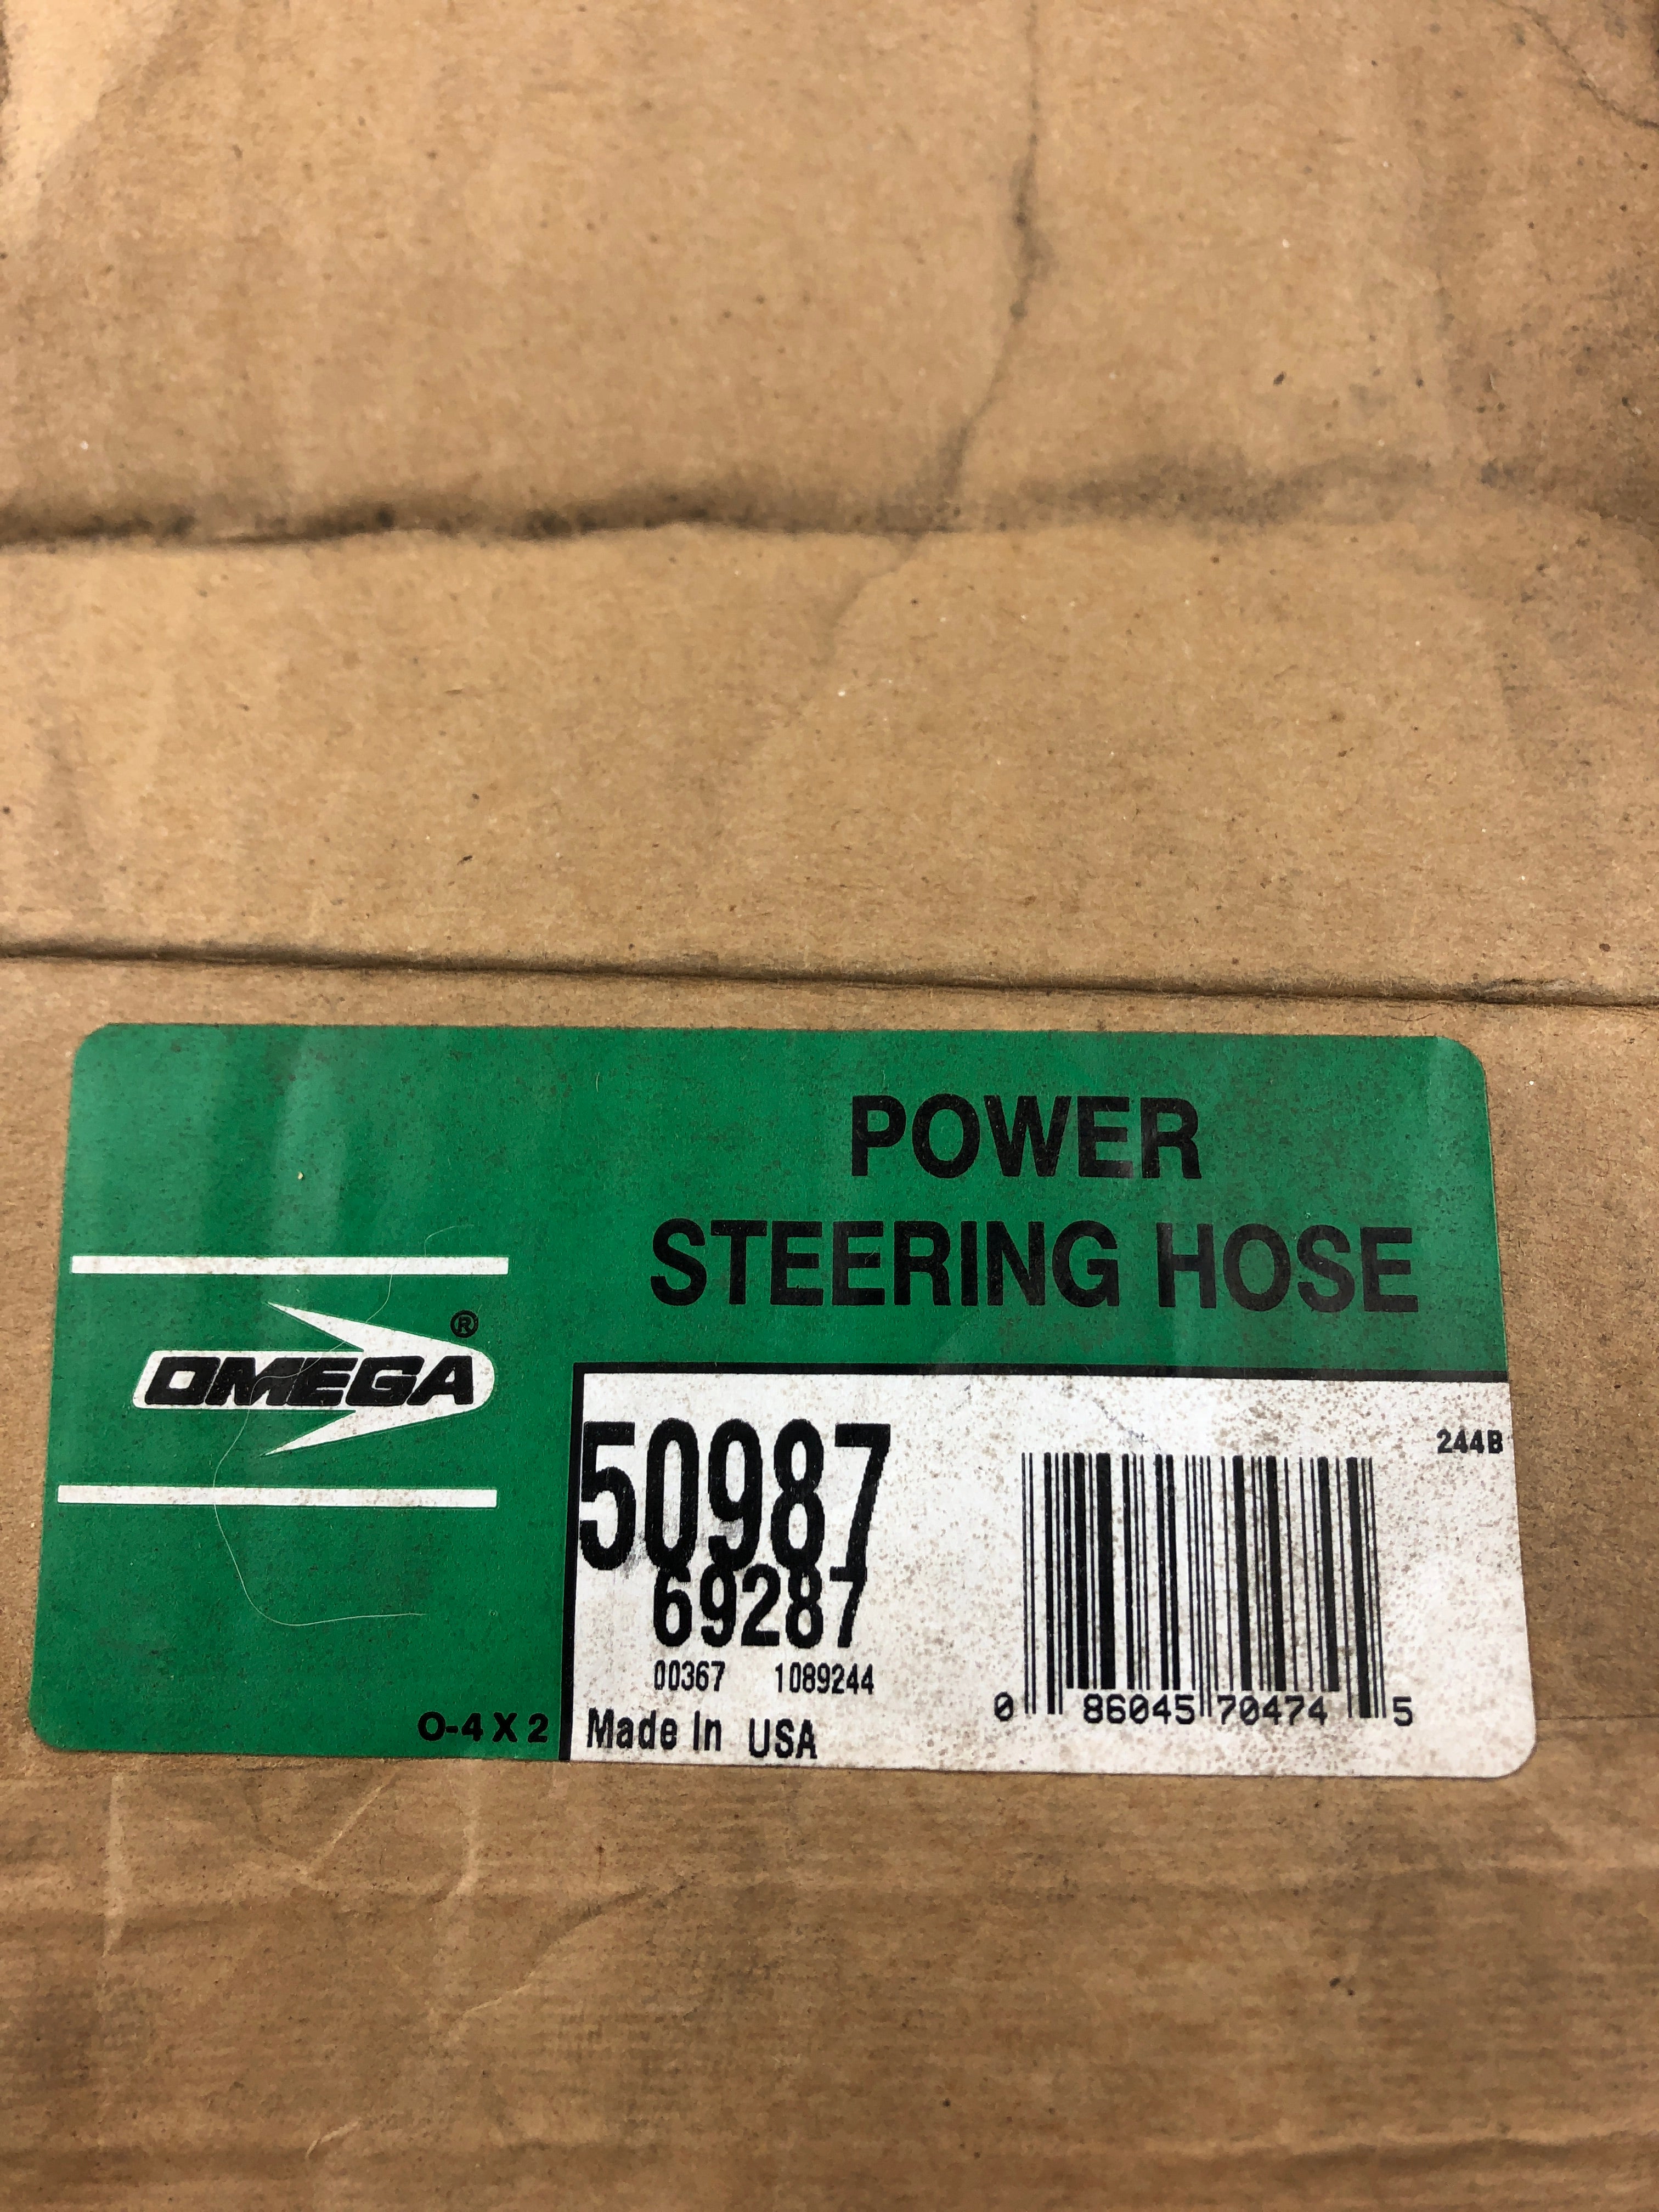 POWER
STEERING HOSE
OMEGA®
50987
244B
69287
00367 1089244
0 86045 70474 5
O-4 X 2
Made In USA